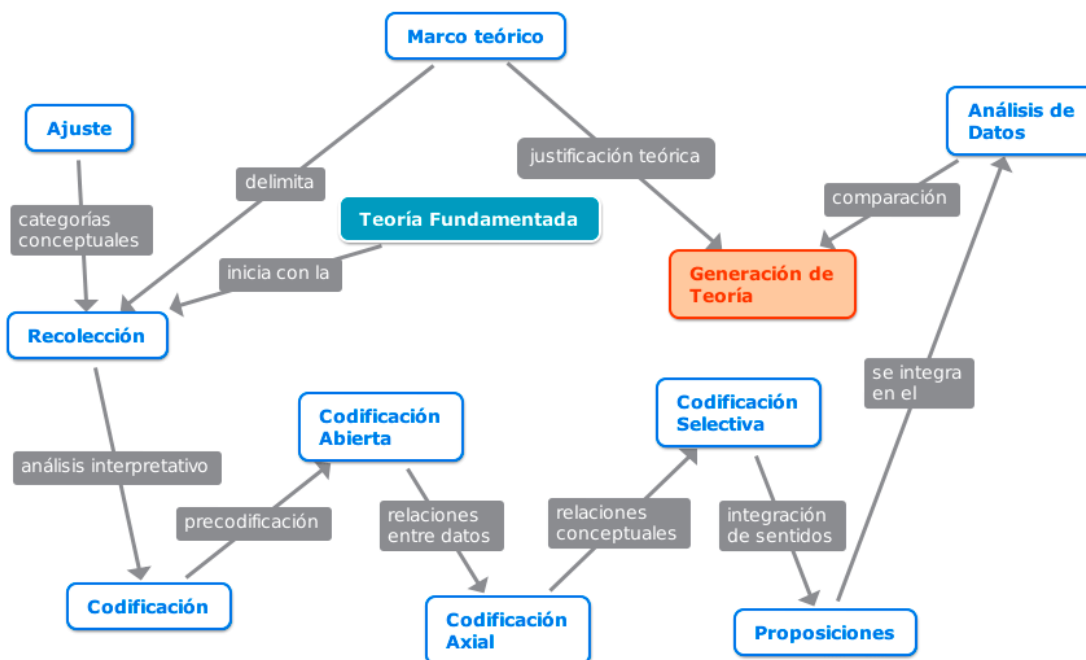 Marco teórico
Ajuste
Análisis de
Datos
justificación teórica
delimita
comparación
categorías
conceptuales
Teoría Fundamentada
inicia con la
Generación de
Teoría
Recolección
se integra
en el
Codificación
Abierta
Codificación
Selectiva
análisis interpretativo
precodificación
relaciones
entre datos
relaciones
conceptuales
integración
de sentidos
Codificación
Codificación
Axial
Proposiciones